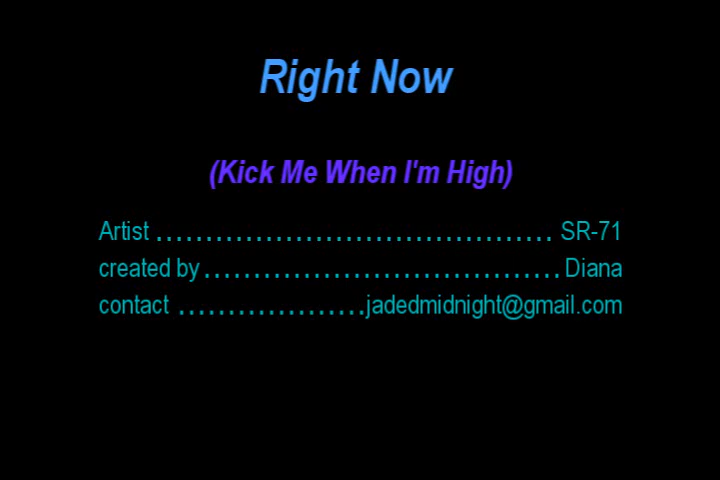 Right Now
(Kick Me When I'm High)
Artist ........................................ SR-71
created by .................................... Diana
contact ...................jadedmidnight@gmail.com